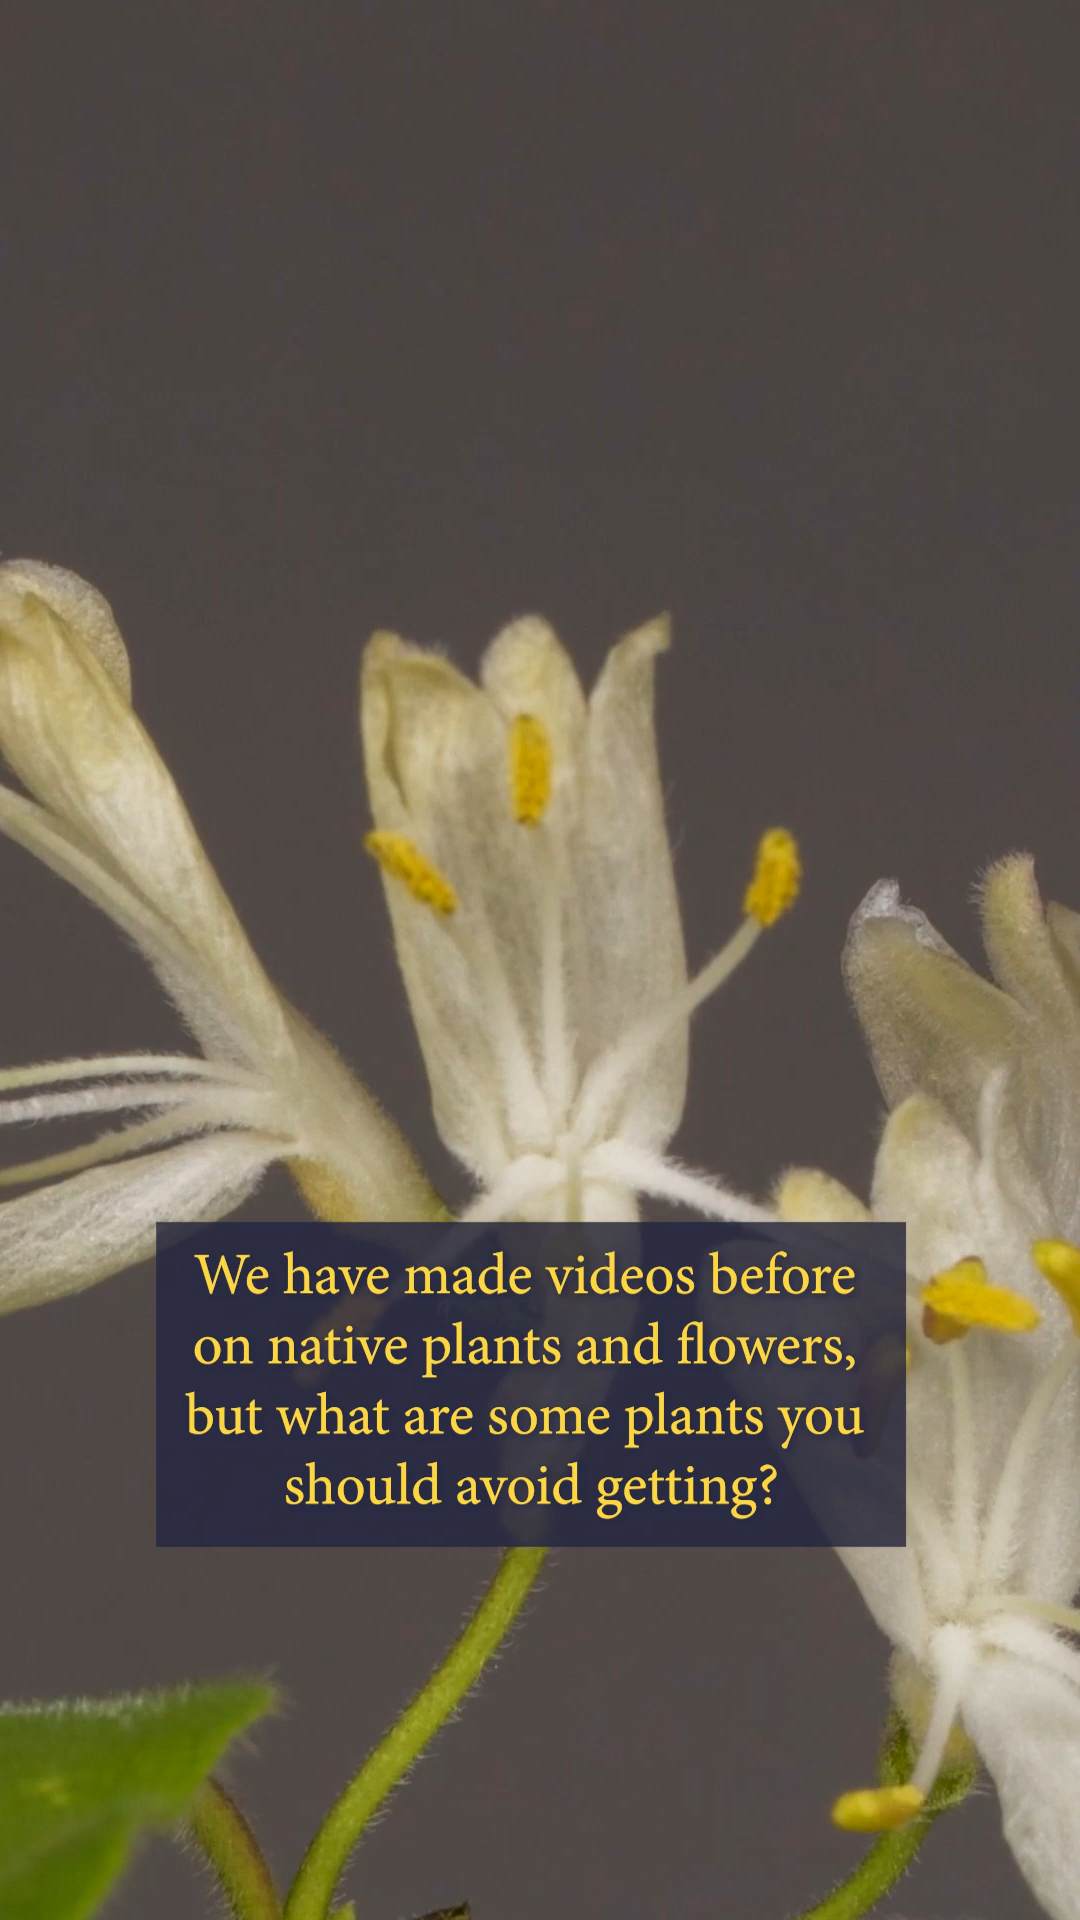 We have made videos before
on native plants and flowers,
but what are some plants you
should avoid getting?